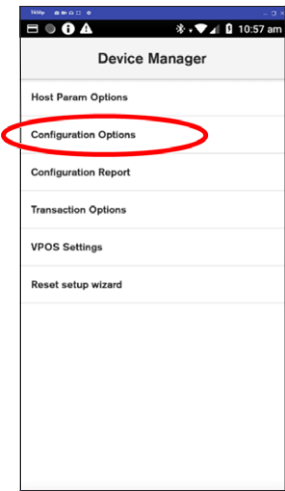 10:57 am
Device Manager
Host Param Options
Configuration Options
Configuration Report
Transaction Options
VPOS Settings
Reset setup wizard